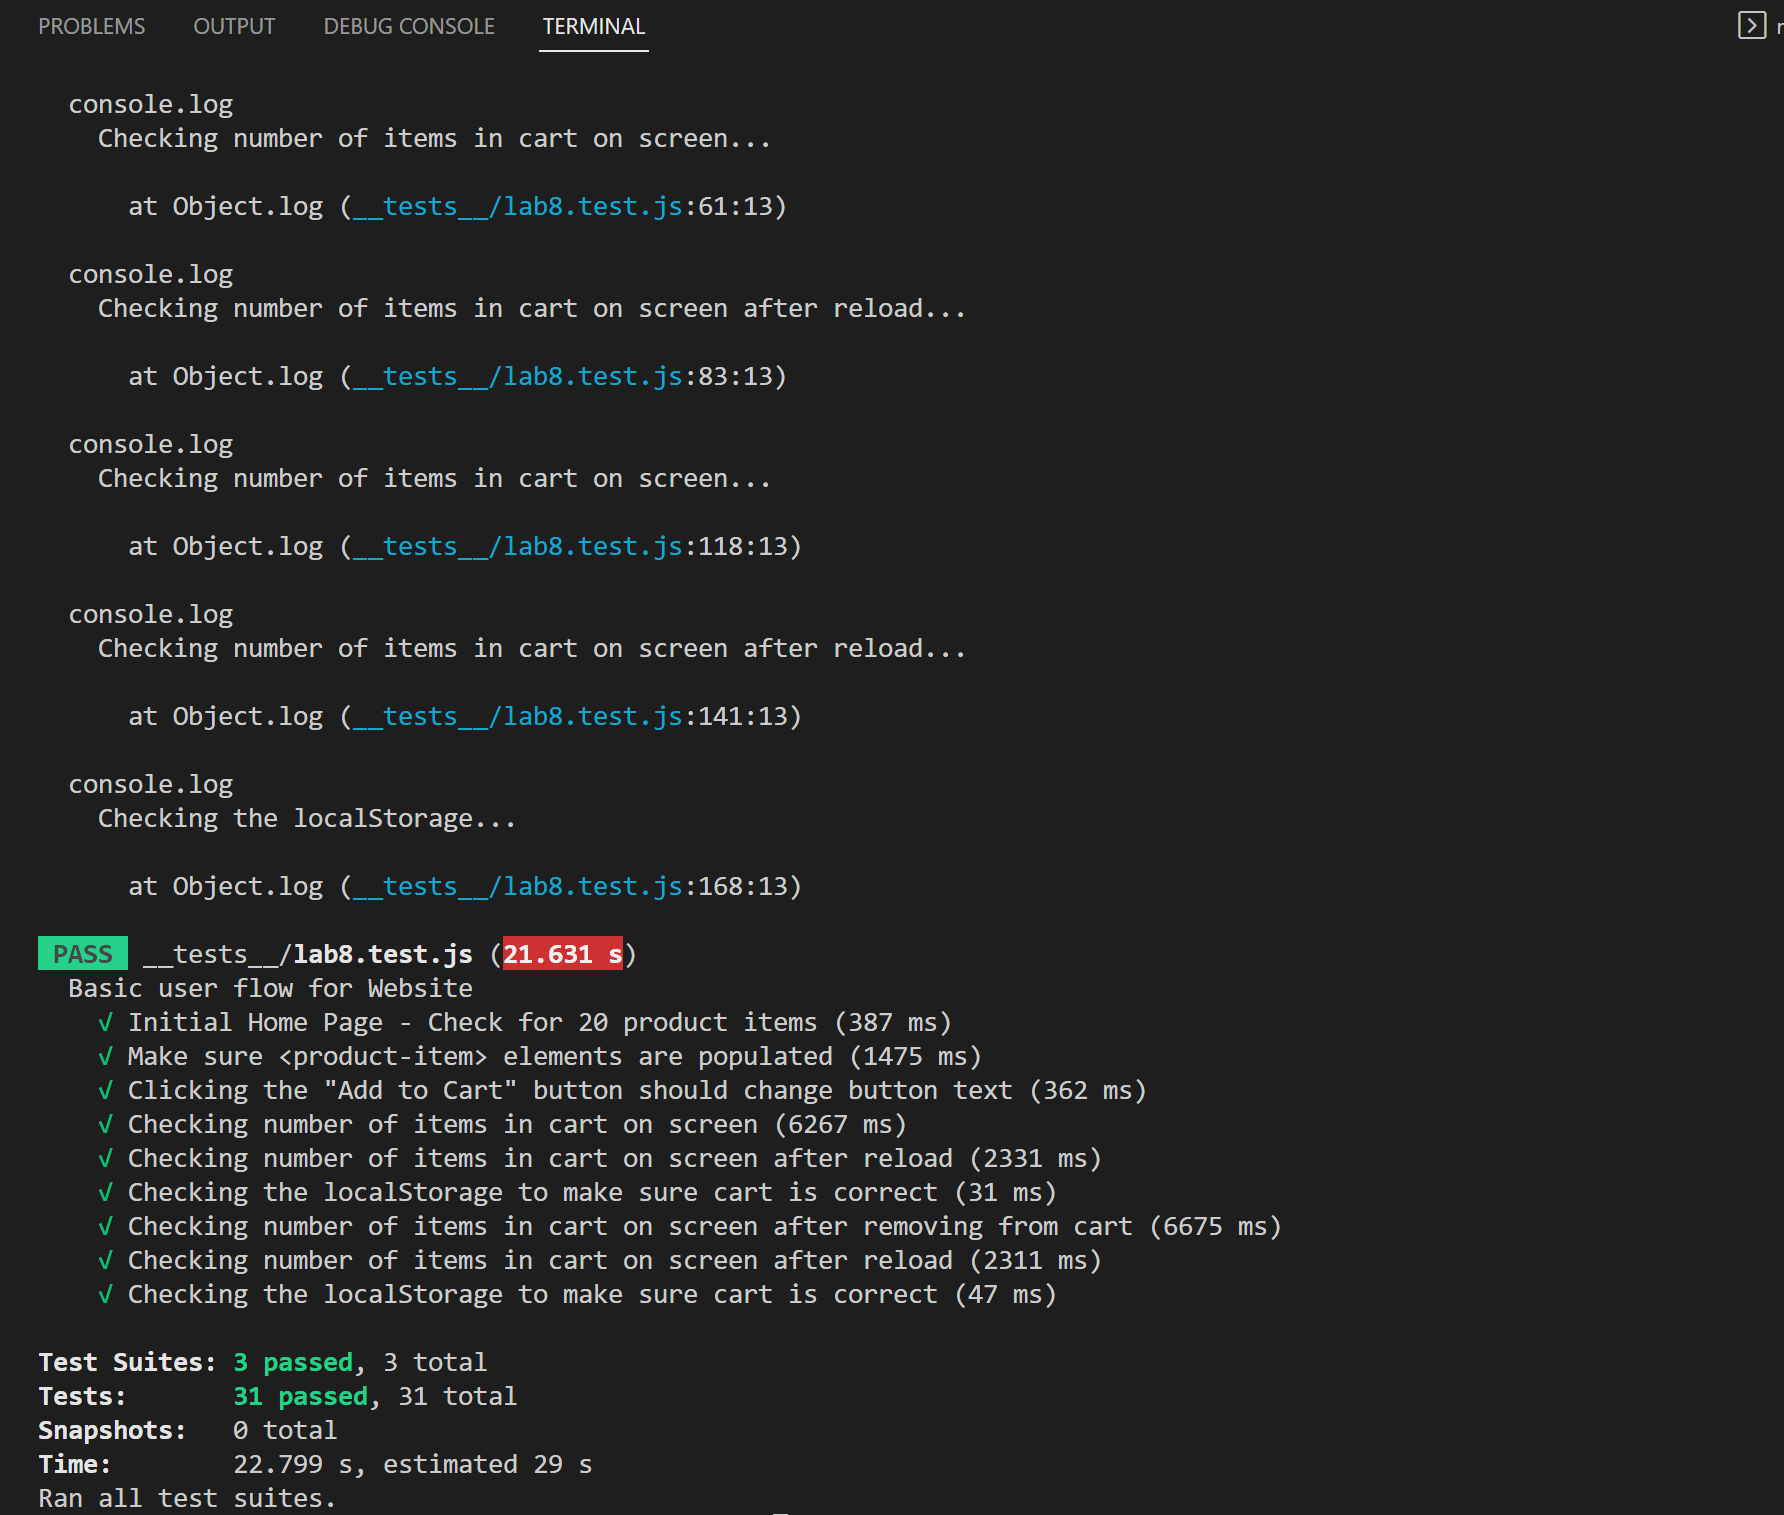 PROBLEMS OUTPUT DEBUG CONSOLE TERMINAL
console.log
Checking number of items in cart on screen...
at Object.log (__tests__/lab8.test.js:61:13)
console.log
Checking number of items in cart on screen after reload...
at Object.log (__tests__/lab8.test.js:83:13)
console.log
Checking number of items in cart on screen...
at Object.log (__tests__/lab8.test.js:118:13)
console.log
Checking number of items in cart on screen after reload...
at Object.log (__tests__/lab8.test.js:141:13)
console.log
Checking the localStorage...
at Object.log (__tests__/lab8.test.js:168:13)
PASS __tests__/lab8.test.js (21.631 s)
Basic user flow for Website
√ Initial Home Page - Check for 20 product items (387 ms)
√ Make sure <product-item> elements are populated (1475 ms)
√ Clicking the "Add to Cart" button should change button text (362 ms)
√ Checking number of items in cart on screen (6267 ms)
√ Checking number of items in cart on screen after reload (2331 ms)
√ Checking the localStorage to make sure cart is correct (31 ms)
√ Checking number of items in cart on screen after removing from cart (6675 ms)
√ Checking number of items in cart on screen after reload (2311 ms)
√ Checking the localStorage to make sure cart is correct (47 ms)
Test Suites: 3 passed, 3 total
Tests: 31 passed, 31 total
Snapshots: 0 total
Time: 22.799 s, estimated 29 s
Ran all test suites.